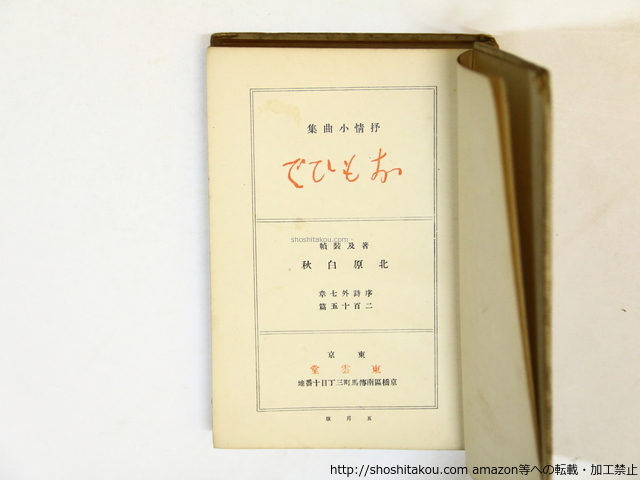 抒情小曲集
おもひで
著及装幀
北原白秋
序詩外七章
二百十五篇
東京
東雲堂
京橋區南傳馬町三丁目十番地
五月版
shoshitakou.com
http://shoshitakou.com amazon等への転載・加工禁止